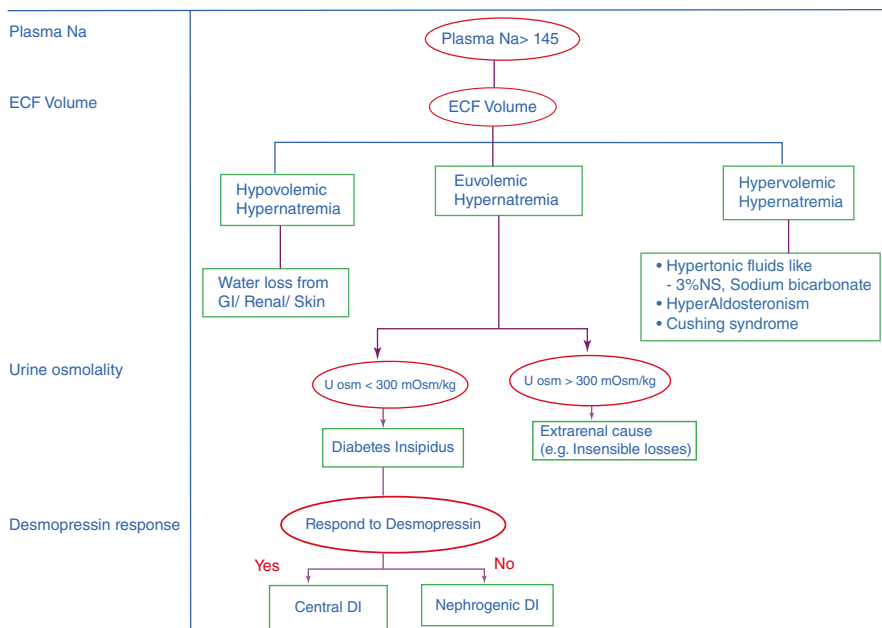 Plasma Na
Plasma Na> 145
ECF Volume
ECF Volume
Hypovolemic
Hypernatremia
Euvolemic
Hypernatremia
Hypervolemic
Hypernatremia
Water loss from
GI/ Renal/ Skin
• Hypertonic fluids like
- 3%NS, Sodium bicarbonate
• HyperAldosteronism
• Cushing syndrome
Urine osmolality
U osm < 300 mOsm/kg
U osm > 300 mOsm/kg
Diabetes Insipidus
Extrarenal cause
(e.g. Insensible losses)
Desmopressin response
Respond to Desmopressin
Yes
No
Central DI
Nephrogenic DI